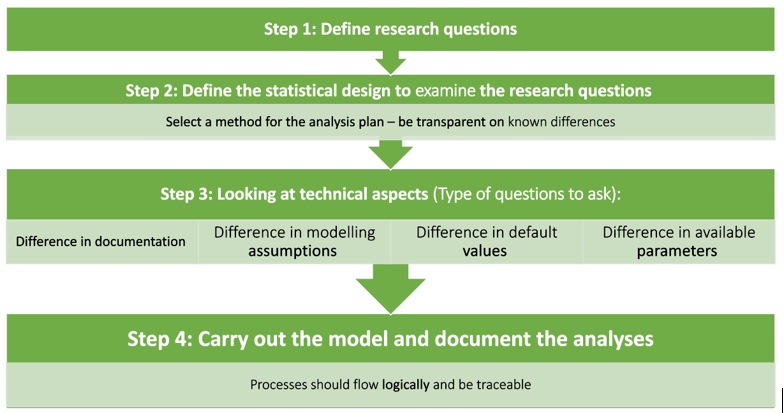 Step 1: Define research questions
Step 2: Define the statistical design to examine the research questions
Select a method for the analysis plan – be transparent on known differences
Step 3: Looking at technical aspects (Type of questions to ask):
Difference in documentation
Difference in modelling
assumptions
Difference in default
values
Difference in available
parameters
Step 4: Carry out the model and document the analyses
Processes should flow logically and be traceable